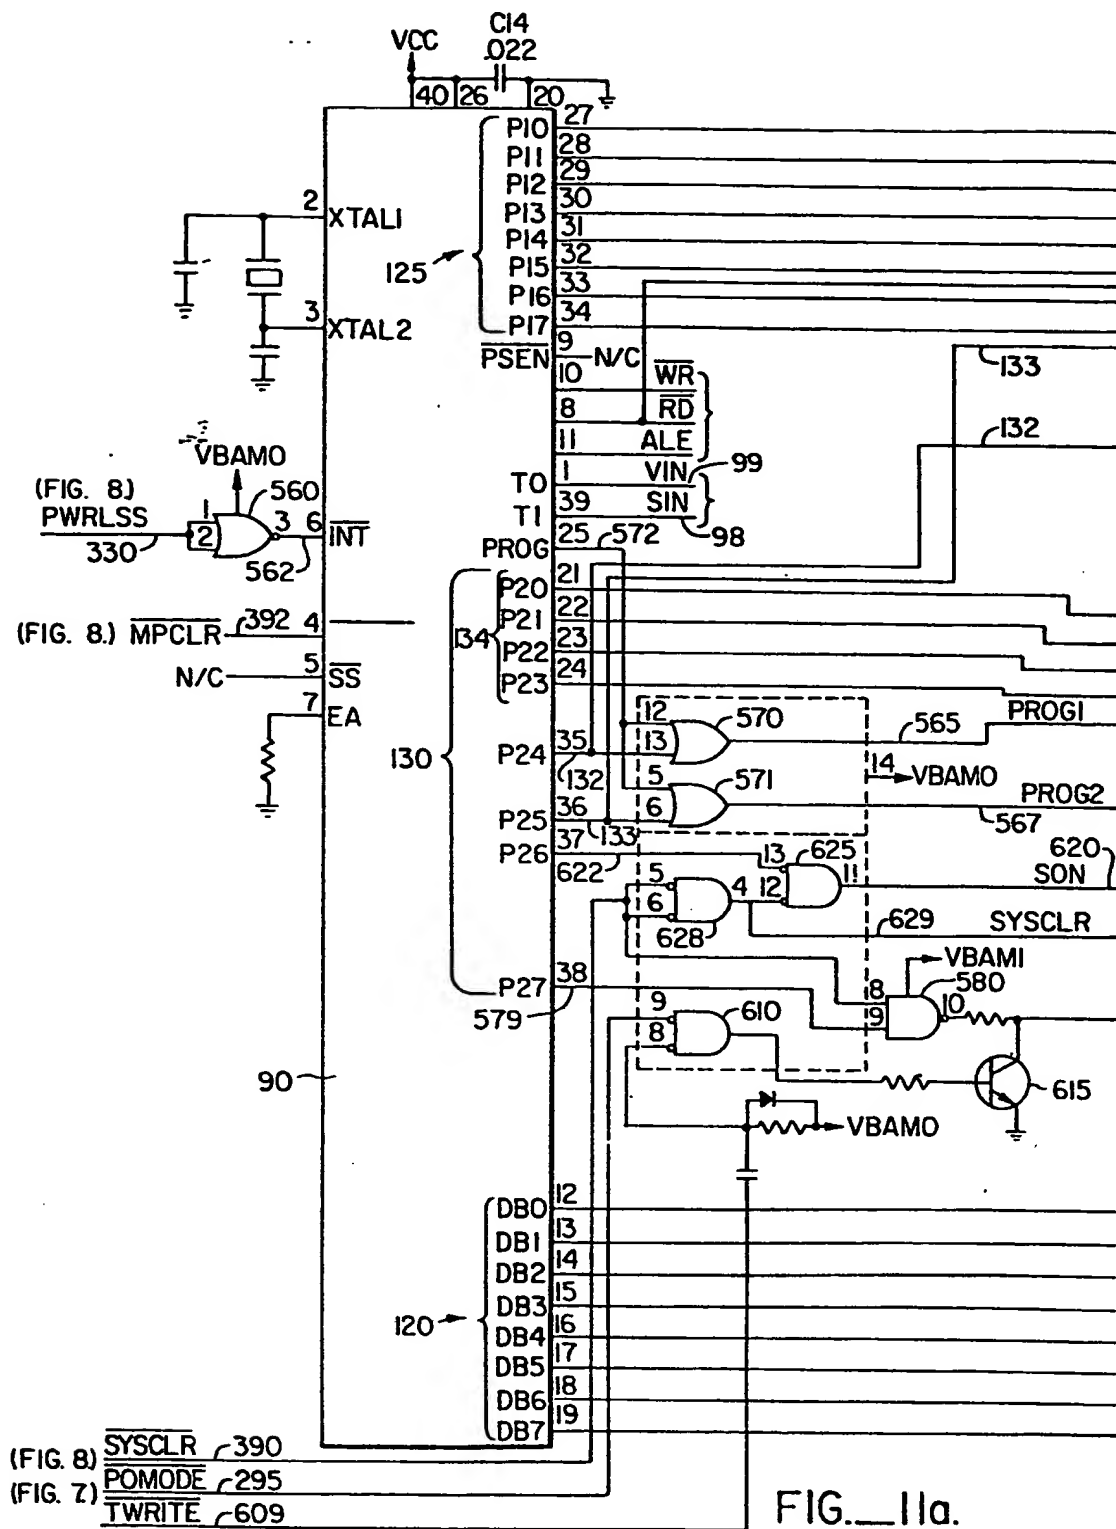 C14
VCC .022
40 26 20
P10 27
P11 28
P12 29
2 P13 30
XTAL1 P14 31
125 P15 32
P16 33
3 P17 34
XTAL2 PSEN 9 N/C
133
10 WR
8 RD
132
11 ALE
VBAMO T0 1 VIN 99
(FIG. 8) 560 T1 39 SIN
PWRLSS 1 2 3 6 INT 98
330 562 PROG 25 572
P20 21
(FIG. 8.) MPCLR 392 4 134 P21 22
P22 23
N/C 5 SS P23 24
7 EA
12 570 PROG1
130 P24 35 13 565
132 5 571 14 VBAMO
P25 36 6 PROG2
133 567
P26 37 13 625 620
622 5 4 12 11 SON
6 628 629 SYSCLR
VBAM1
P27 38 8 580
579 9 610 9 10
8
90 615
VBAMO
DB0 12
DB1 13
DB2 14
DB3 15
120 DB4 16
DB5 17
DB6 18
DB7 19
(FIG. 8) SYSCLR 390
(FIG. 7.) POMODE 295
TWRITE 609
FIG.__11a.